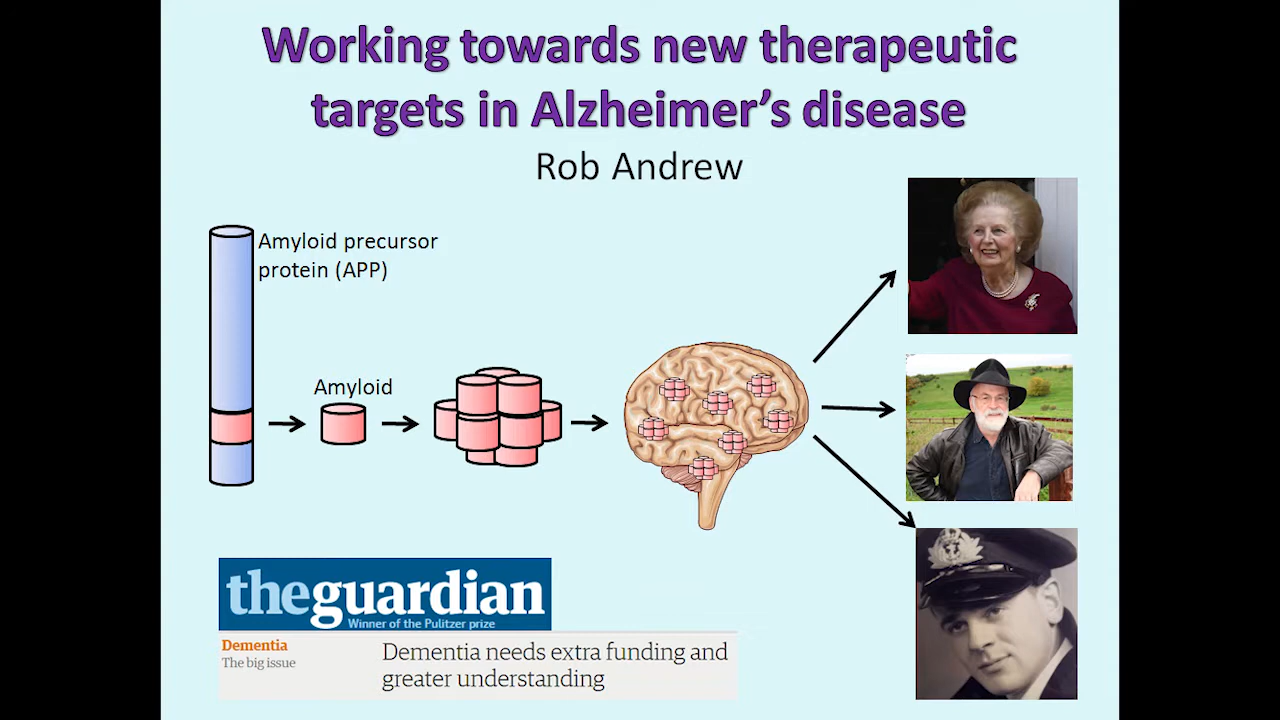 Working towards new therapeutic
targets in Alzheimer's disease
Rob Andrew
Amyloid precursor
protein (APP)
Amyloid
theguardian
Winner of the Pulitzer prize
Dementia
The big issue
Dementia needs extra funding and
greater understanding